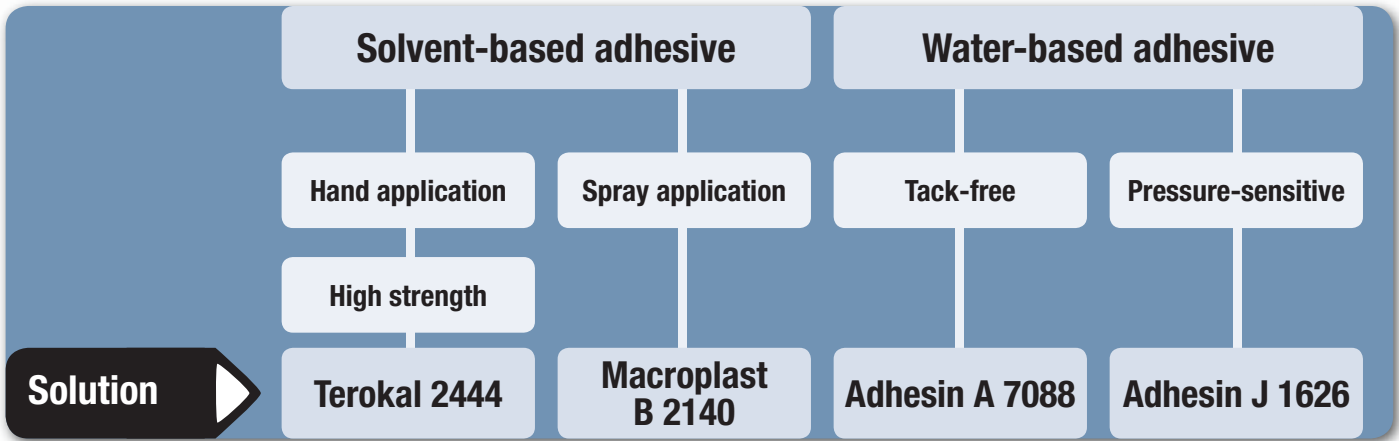 Solvent-based adhesive
Water-based adhesive
Hand application
Spray application
Tack-free
Pressure-sensitive
High strength
Solution
Terokal 2444
Macroplast
B 2140
Adhesin A 7088
Adhesin J 1626